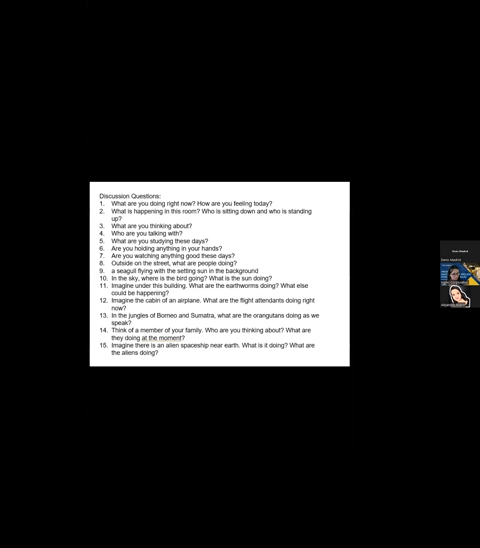 Discussion Questions:
1. What are you doing right now? How are you feeling today?
2. What is happening in this room? Who is sitting down and who is standing
up?
3. What are you thinking about?
4. Who are you talking with?
5. What are you studying these days?
6. Are you holding anything in your hands?
7. Are you watching anything good these days?
8. Outside on the street, what are people doing?
9. a seagull flying with the setting sun in the background
10. In the sky, where is the bird going? What is the sun doing?
11. Imagine under this building. What are the earthworms doing? What else
could be happening?
12. Imagine the cabin of an airplane. What are the flight attendants doing right
now?
13. In the jungles of Borneo and Sumatra, what are the orangutans doing as we
speak?
14. Think of a member of your family. Who are you thinking about? What are
they doing at the moment?
15. Imagine there is an alien spaceship near earth. What is it doing? What are
the aliens doing?